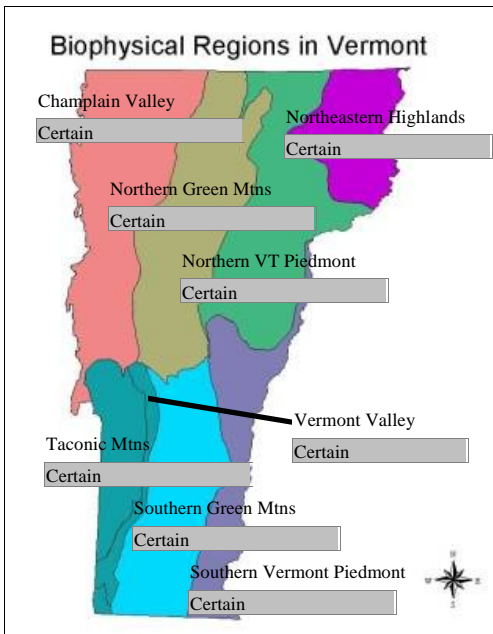 Biophysical Regions in Vermont
Champlain Valley
Certain
Northeastern Highlands
Certain
Northern Green Mtns
Certain
Northern VT Piedmont
Certain
Vermont Valley
Certain
Taconic Mtns
Certain
Southern Green Mtns
Certain
Southern Vermont Piedmont
Certain
N
W
E
S